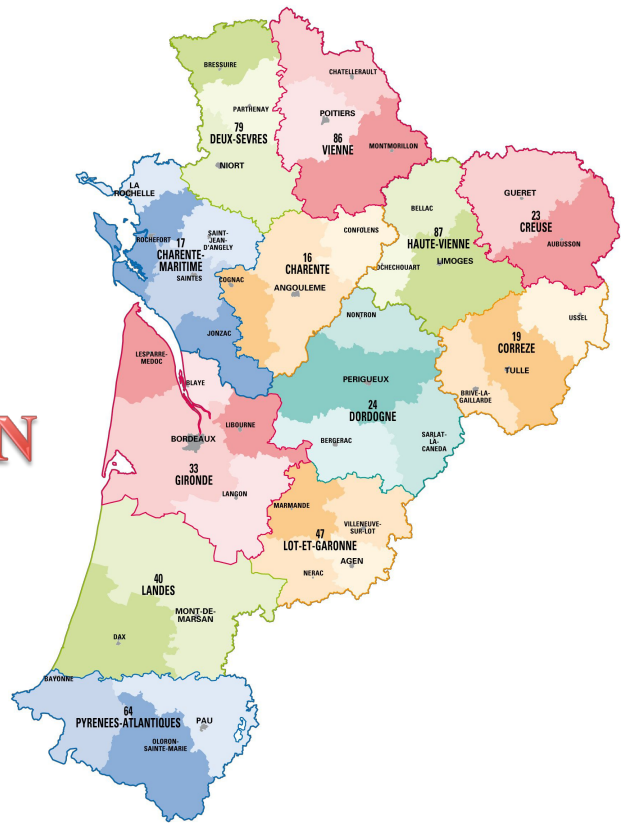 BRESSUIRE
CHATELLERAULT
PARTHENAY
POITIERS
79
DEUX-SEVRES
86
VIENNE
MONTMORILLON
NIORT
LA
ROCHELLE
GUERET
BELLAC
23
CREUSE
AUBUSSON
CONFOLENS
87
HAUTE-VIENNE
LIMOGES
ROCHEFORT
17
CHARENTE-
MARITIME
SAINT-
JEAN-
D'ANGELY
SAINTES
16
CHARENTE
OCHECHOUART
COGNAC
ANGOULEME
NONTRON
USSEL
JONZAC
19
CORREZE
TULLE
LESPARRE-
MEDOC
BLAYE
PERIGUEUX
BRIVE-LA-
GAILLARDE
24
DORDOGNE
LIBOURNE
N
BORDEAUX
BERGERAC
SARLAT-
LA-
CANEDA
33
GIRONDE
LANGON
MARMANDE
VILLENEUVE-
SUR-LOT
47
LOT-ET-GARONNE
AGEN
NERAC
40
LANDES
MONT-DE-
MARSAN
DAX
BAYONNE
64
PYRENEES-ATLANTIQUES
PAU
OLORON-
SAINTE-MARIE